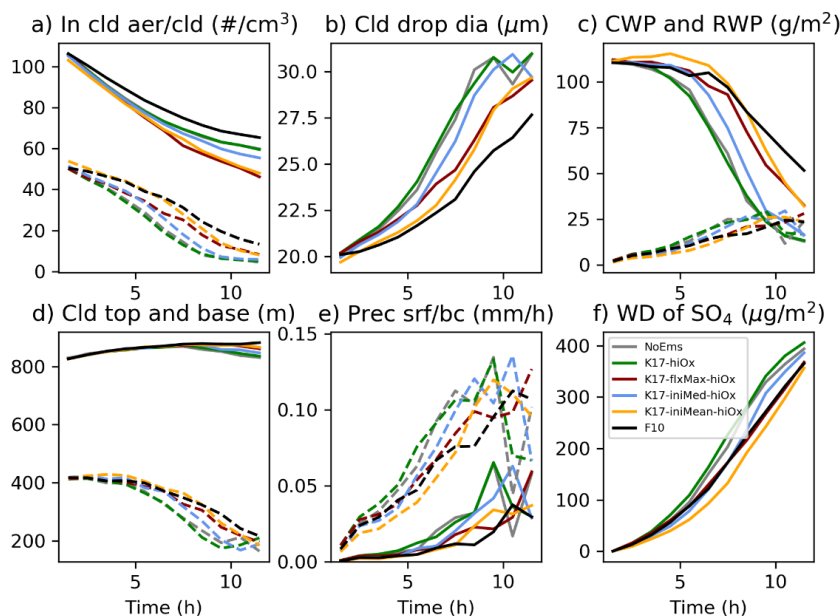 a) In cld aer/cld (#/cm³)
b) Cld drop dia (μm)
c) CWP and RWP (g/m²)
100
80
60
40
20
0
30.0
27.5
25.0
22.5
20.0
100
75
50
25
0
5
10
5
10
5
10
d) Cld top and base (m)
e) Prec srf/bc (mm/h)
f) WD of SO₄ (μg/m²)
800
600
400
200
0.15
0.10
0.05
0.00
400
300
200
100
0
NoEms
K17-hiOx
K17-flxMax-hiOx
K17-iniMed-hiOx
K17-iniMean-hiOx
F10
5
10
5
10
5
10
Time (h)
Time (h)
Time (h)